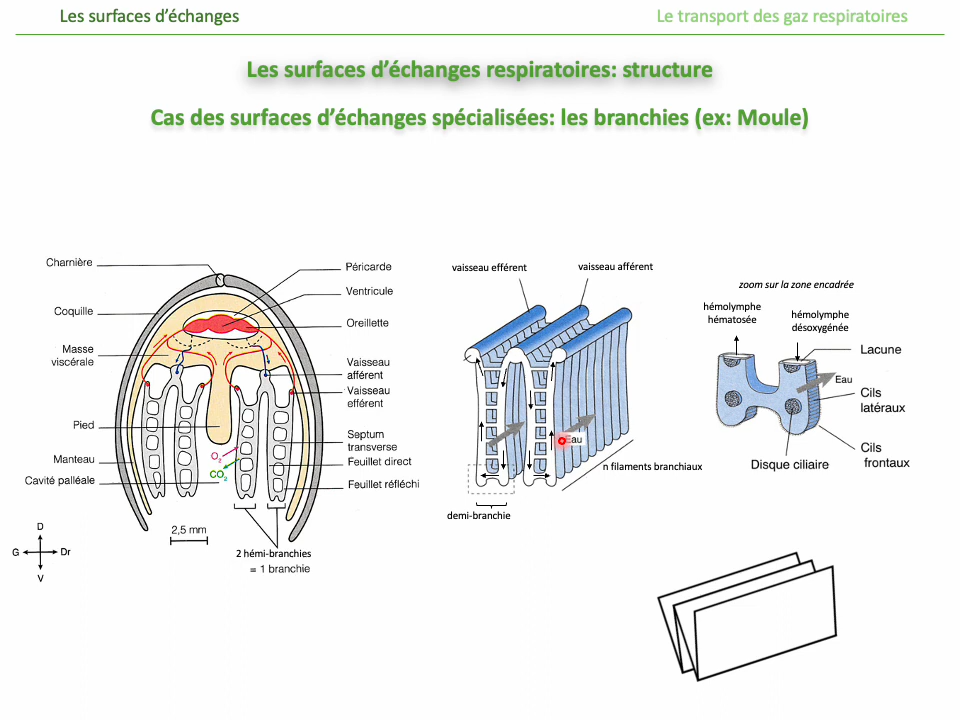 Les surfaces d'échanges
Le transport des gaz respiratoires
Les surfaces d'échanges respiratoires: structure
Cas des surfaces d'échanges spécialisées: les branchies (ex: Moule)
Charnière
Coquille
Masse
viscérale
Pied
Manteau
Cavité palléale
Péricarde
Ventricule
Oreillette
Vaisseau
afférent
Vaisseau
efférent
Septum
transverse
Feuillet direct
Feuillet réfléchi
O2
CO2
2,5 mm
2 hémi-branchies
= 1 branchie
D
G
Dr
V
vaisseau efférent
vaisseau afférent
Eau
n filaments branchiaux
demi-branchie
zoom sur la zone encadrée
hémolymphe
hématosée
hémolymphe
désoxygénée
Lacune
Eau
Cils
latéraux
Cils
frontaux
Disque ciliaire